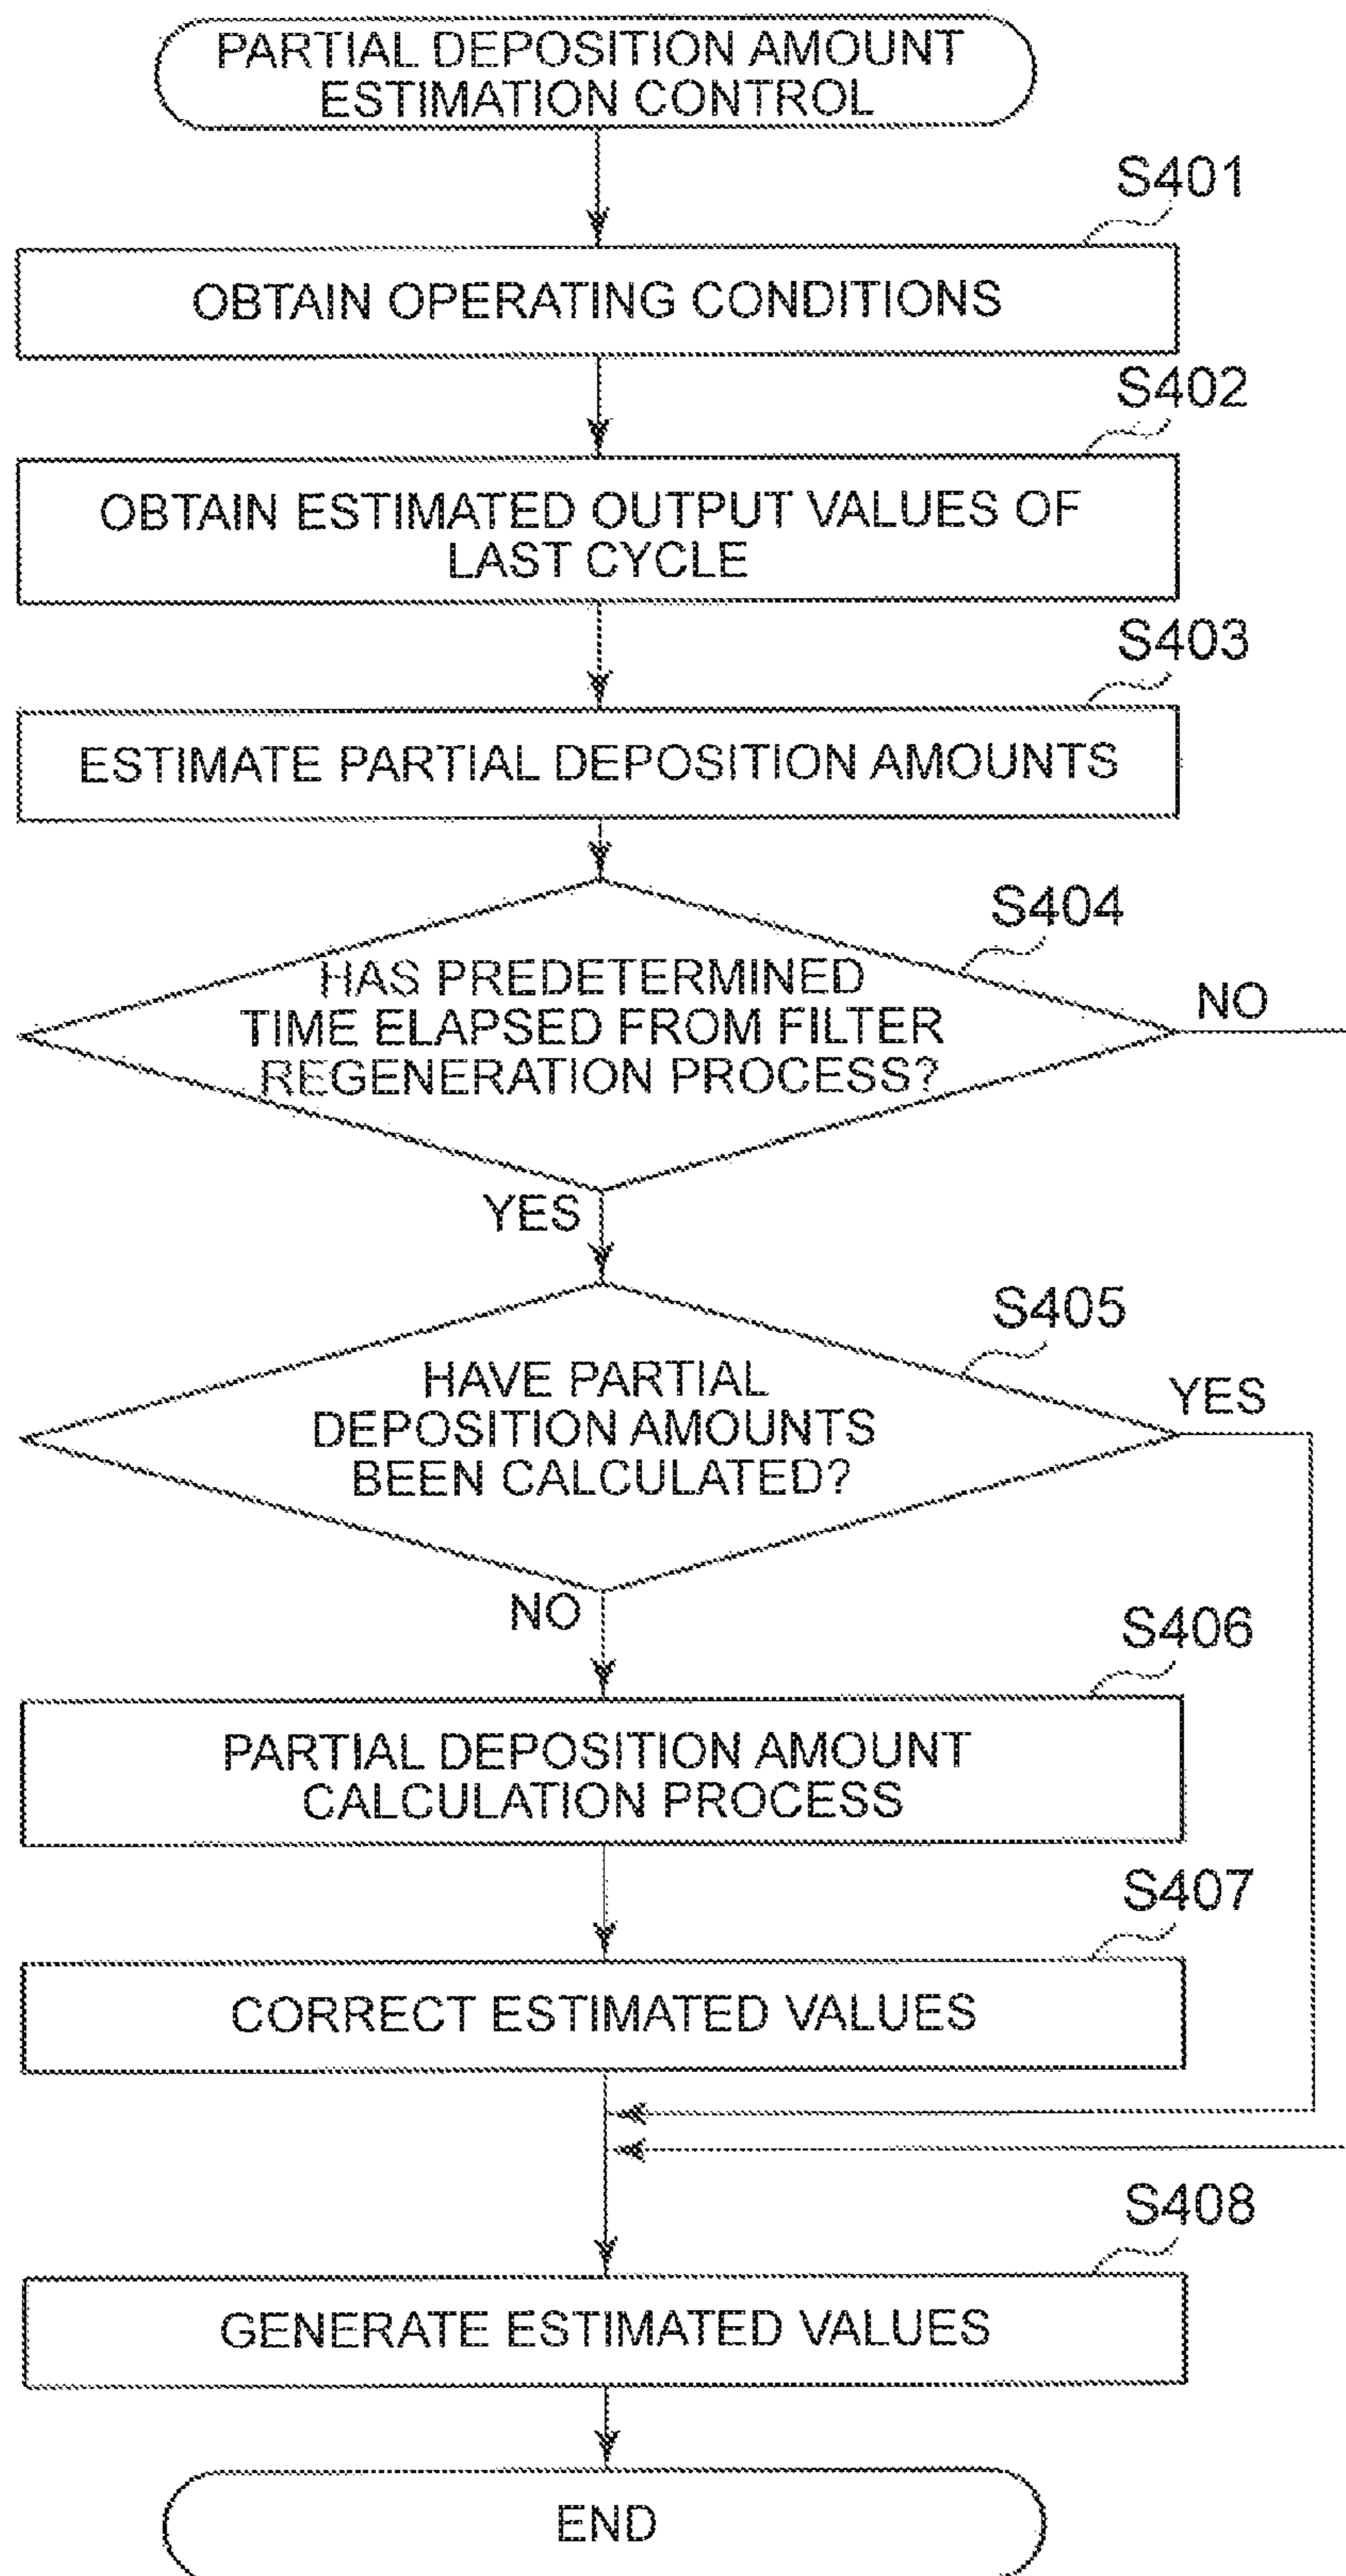 PARTIAL DEPOSITION AMOUNT
ESTIMATION CONTROL
S401
OBTAIN OPERATING CONDITIONS
S402
OBTAIN ESTIMATED OUTPUT VALUES OF
LAST CYCLE
S403
ESTIMATE PARTIAL DEPOSITION AMOUNTS
S404
HAS PREDETERMINED
TIME ELAPSED FROM FILTER
REGENERATION PROCESS?
NO
YES
S405
HAVE PARTIAL
DEPOSITION AMOUNTS
BEEN CALCULATED?
YES
NO
S406
PARTIAL DEPOSITION AMOUNT
CALCULATION PROCESS
S407
CORRECT ESTIMATED VALUES
S408
GENERATE ESTIMATED VALUES
END